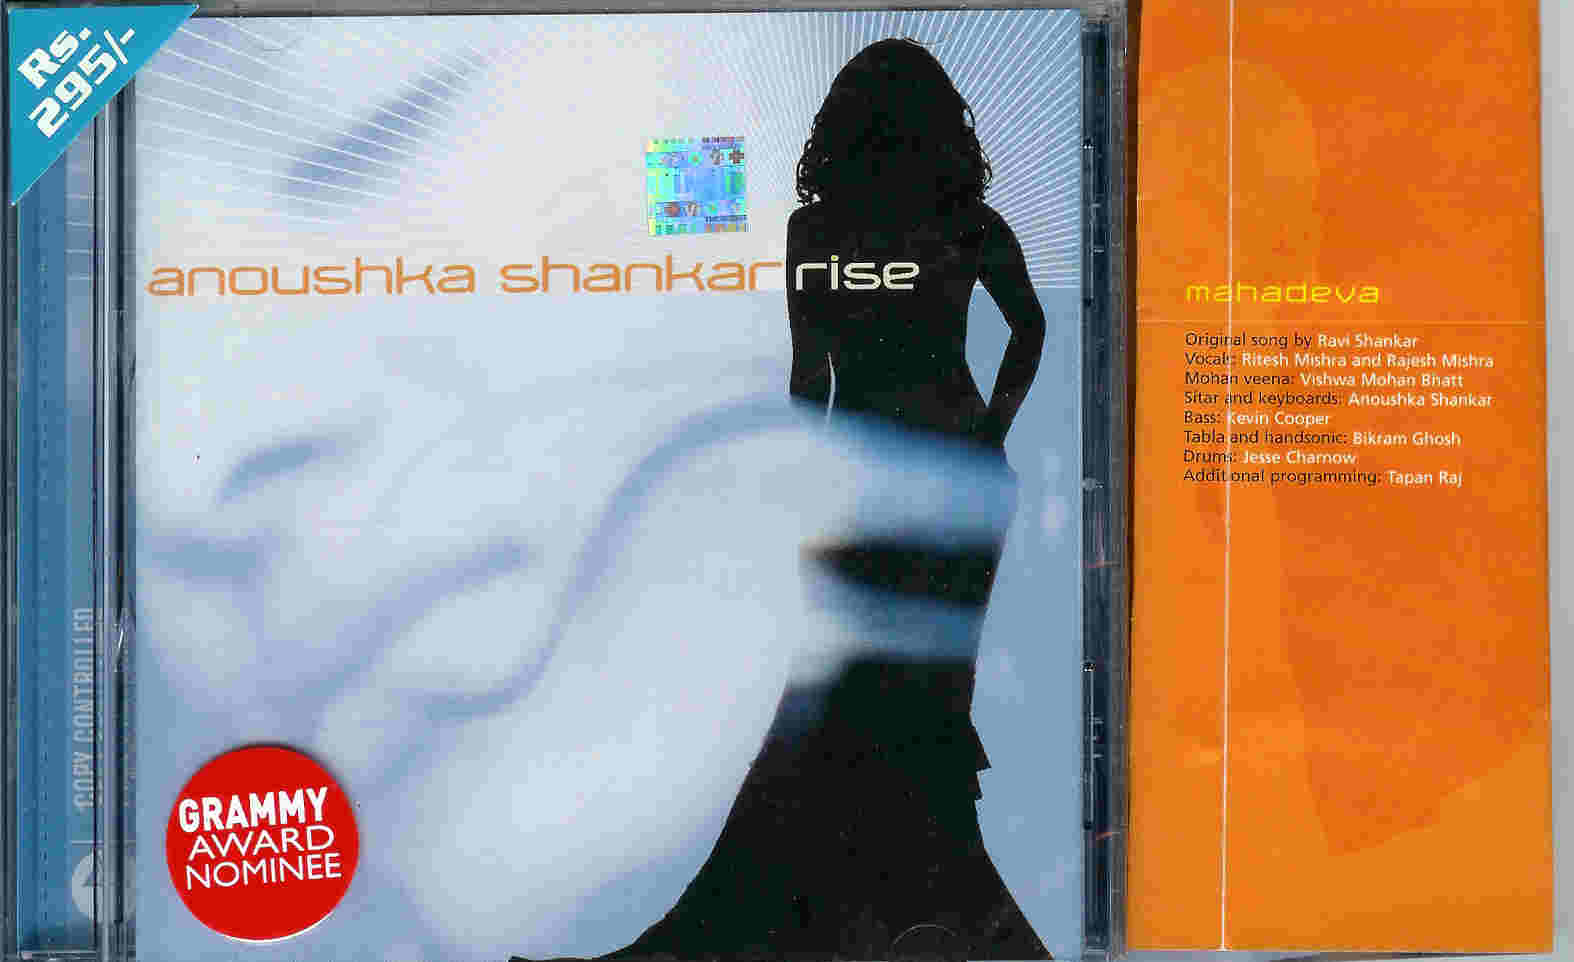 Rs.
295/-
anoushka shankar rise
COPY CONTROLLED
GRAMMY
AWARD
NOMINEE
mahadeva
Original song by Ravi Shankar
Vocals: Ritesh Mishra and Rajesh Mishra
Mohan veena: Vishwa Mohan Bhatt
Sitar and keyboards: Anoushka Shankar
Bass: Kevin Cooper
Tabla and handsonic: Bikram Ghosh
Drums: Jesse Charnow
Additional programming: Tapan Raj